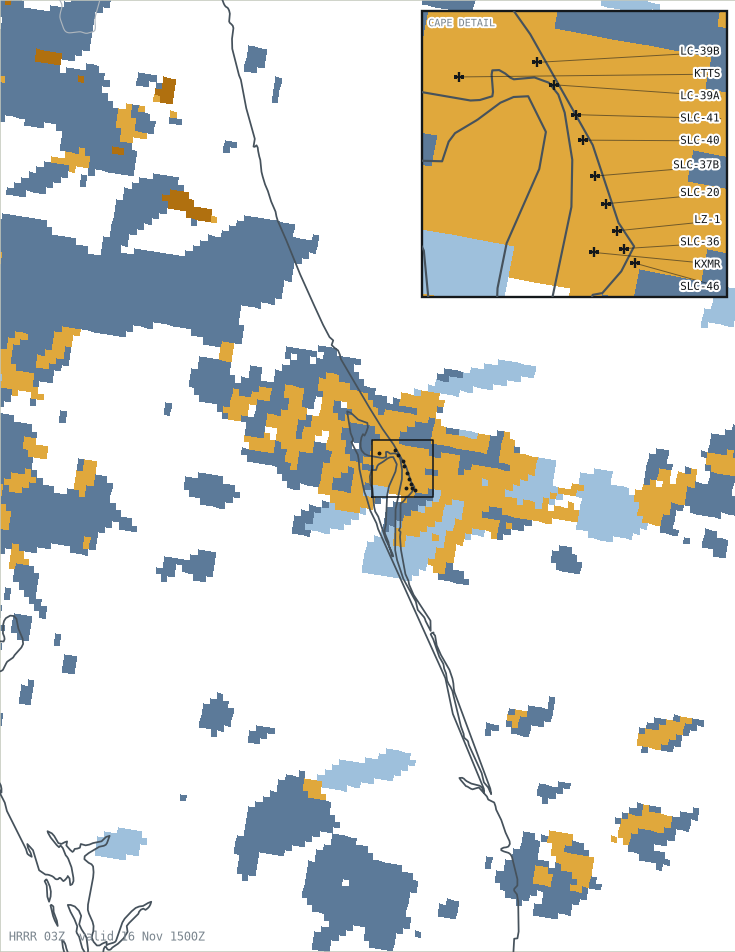 CAPE DETAIL
LC-39B
KTTS
LC-39A
SLC-41
SLC-40
SLC-37B
SLC-20
LZ-1
SLC-36
KXMR
SLC-46
HRRR 03Z valid 16 Nov 1500Z